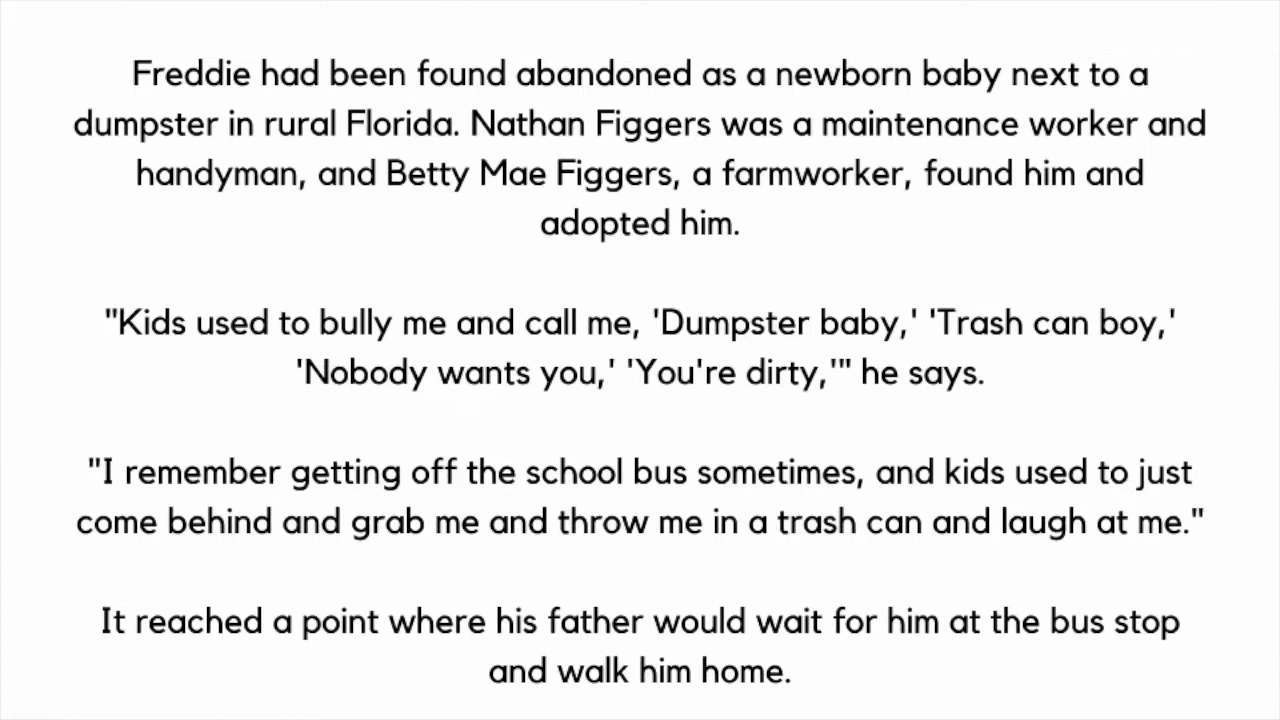 Freddie had been found abandoned as a newborn baby next to a
dumpster in rural Florida. Nathan Figgers was a maintenance worker and
handyman, and Betty Mae Figgers, a farmworker, found him and
adopted him.
"Kids used to bully me and call me, 'Dumpster baby,' 'Trash can boy,'
'Nobody wants you,' 'You're dirty,'" he says.
"I remember getting off the school bus sometimes, and kids used to just
come behind and grab me and throw me in a trash can and laugh at me."
It reached a point where his father would wait for him at the bus stop
and walk him home.